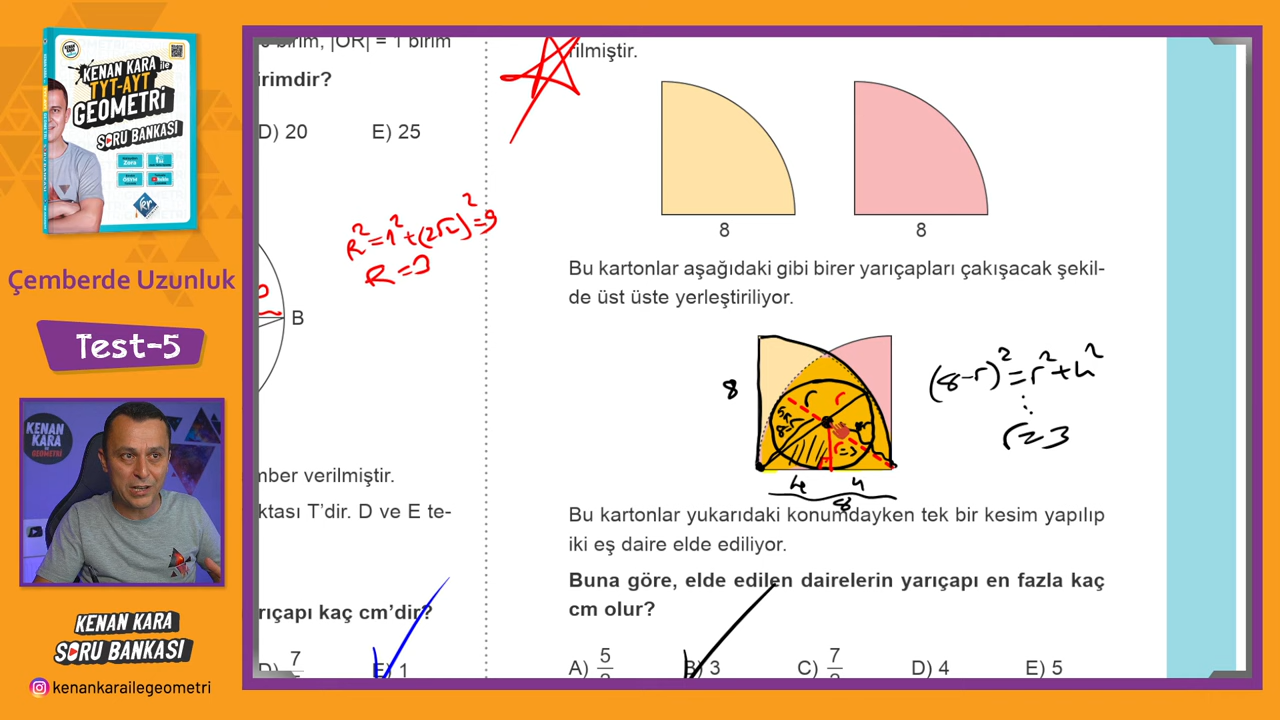 KENAN KARA ile
TYT-AYT
GEOMETRİ
SORU BANKASI
Çemberde Uzunluk
Test-5
KENAN
KARA
GEOMETRİ
KENAN KARA
SORU BANKASI
kenankarailegeometri
birim, |OR| = 1 birim
irimdir?
D) 20 E) 25
R² = 1² + (2√2)² = 9
R = 3
B
mber verilmiştir.
ktası T'dir. D ve E te-
rıçapı kaç cm'dir?
D) 7
E) 1
rilmiştir.
8 8
Bu kartonlar aşağıdaki gibi birer yarıçapları çakışacak şekil-
de üst üste yerleştiriliyor.
8
r=3
4 4
8
(8-r)² = r² + 4²
r=3
Bu kartonlar yukarıdaki konumdayken tek bir kesim yapılıp
iki eş daire elde ediliyor.
Buna göre, elde edilen dairelerin yarıçapı en fazla kaç
cm olur?
A) 5/2 B) 3 C) 7/2 D) 4 E) 5